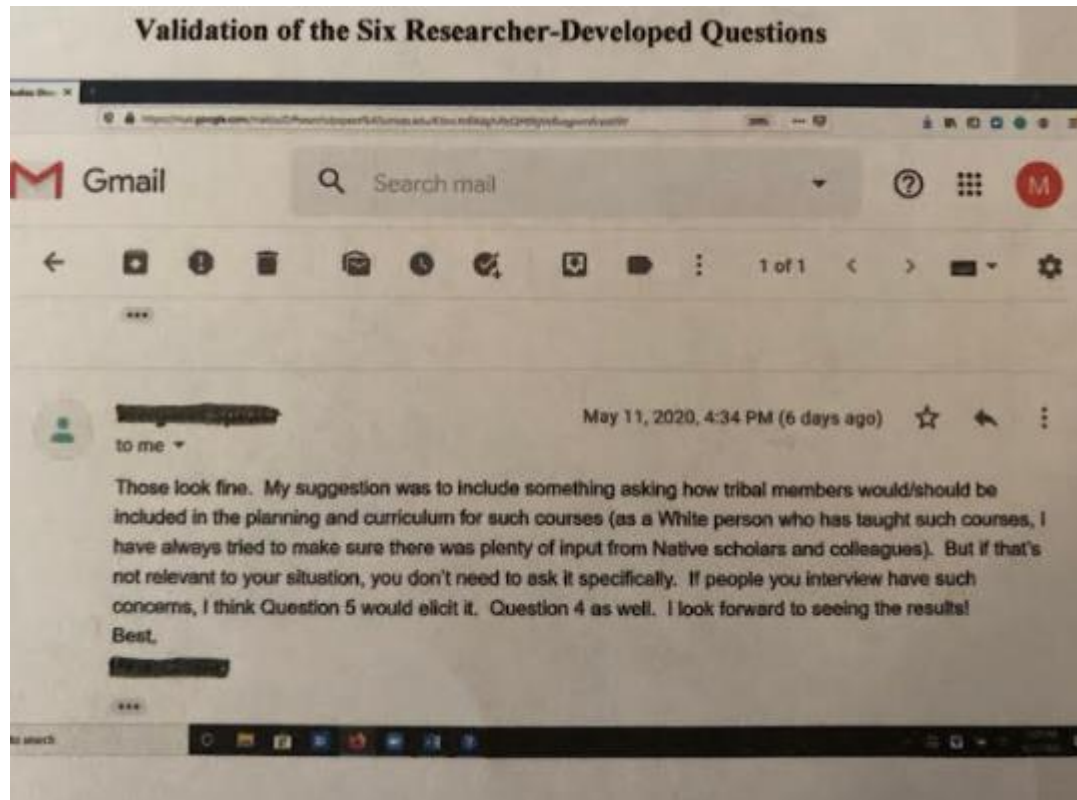 Validation of the Six Researcher-Developed Questions
Gmail
Search mail
M
1 of 1
May 11, 2020, 4:34 PM (6 days ago)
to me
Those look fine. My suggestion was to include something asking how tribal members would/should be
included in the planning and curriculum for such courses (as a White person who has taught such courses, I
have always tried to make sure there was plenty of input from Native scholars and colleagues). But if that's
not relevant to your situation, you don't need to ask it specifically. If people you interview have such
concerns, I think Question 5 would elicit it. Question 4 as well. I look forward to seeing the results!
Best,
to search